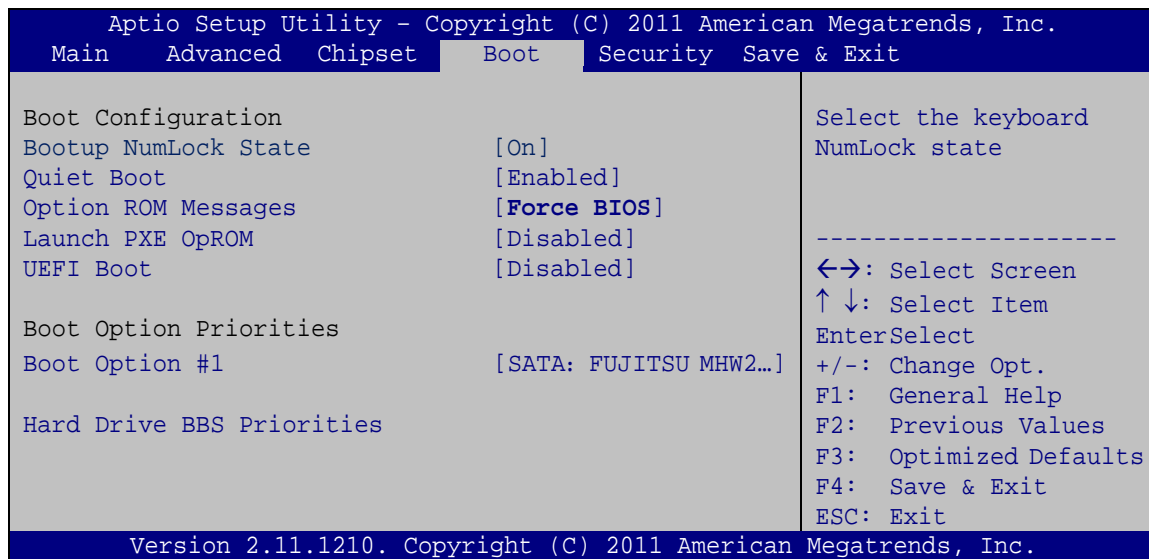 Aptio Setup Utility – Copyright (C) 2011 American Megatrends, Inc.
Main Advanced Chipset Boot Security Save & Exit
Boot Configuration
Bootup NumLock State [On]
Quiet Boot [Enabled]
Option ROM Messages [Force BIOS]
Launch PXE OpROM [Disabled]
UEFI Boot [Disabled]
Boot Option Priorities
Boot Option #1 [SATA: FUJITSU MHW2…]
Hard Drive BBS Priorities
Select the keyboard
NumLock state
---------------------
←→: Select Screen
↑ ↓: Select Item
EnterSelect
+/-: Change Opt.
F1: General Help
F2: Previous Values
F3: Optimized Defaults
F4: Save & Exit
ESC: Exit
Version 2.11.1210. Copyright (C) 2011 American Megatrends, Inc.